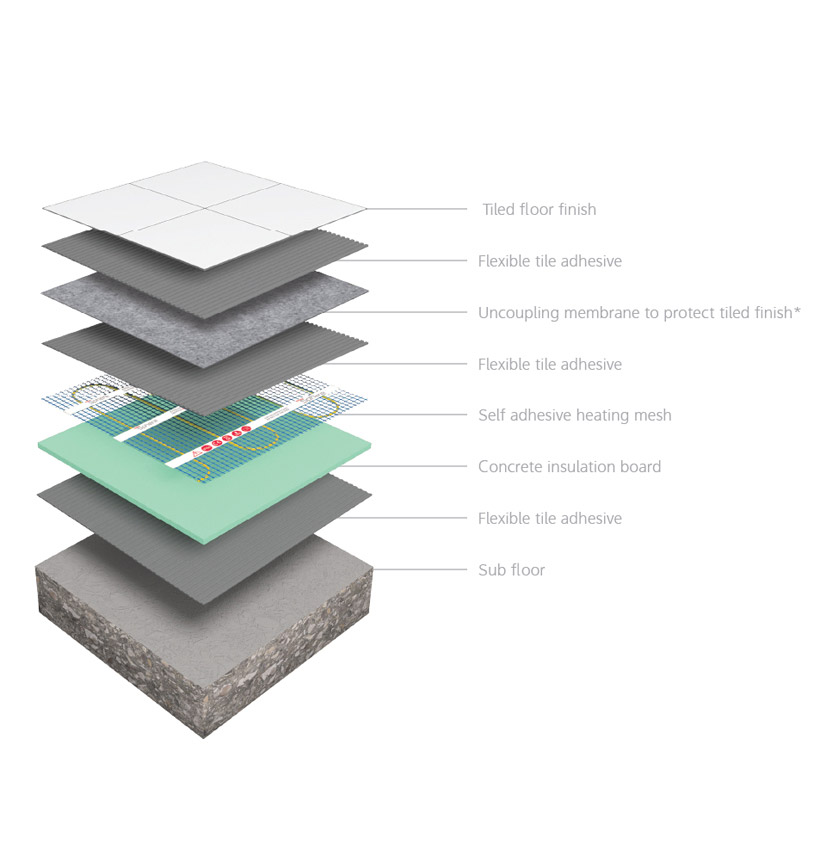 Tiled floor finish
Flexible tile adhesive
Uncoupling membrane to protect tiled finish*
Flexible tile adhesive
Self adhesive heating mesh
Concrete insulation board
Flexible tile adhesive
Sub floor